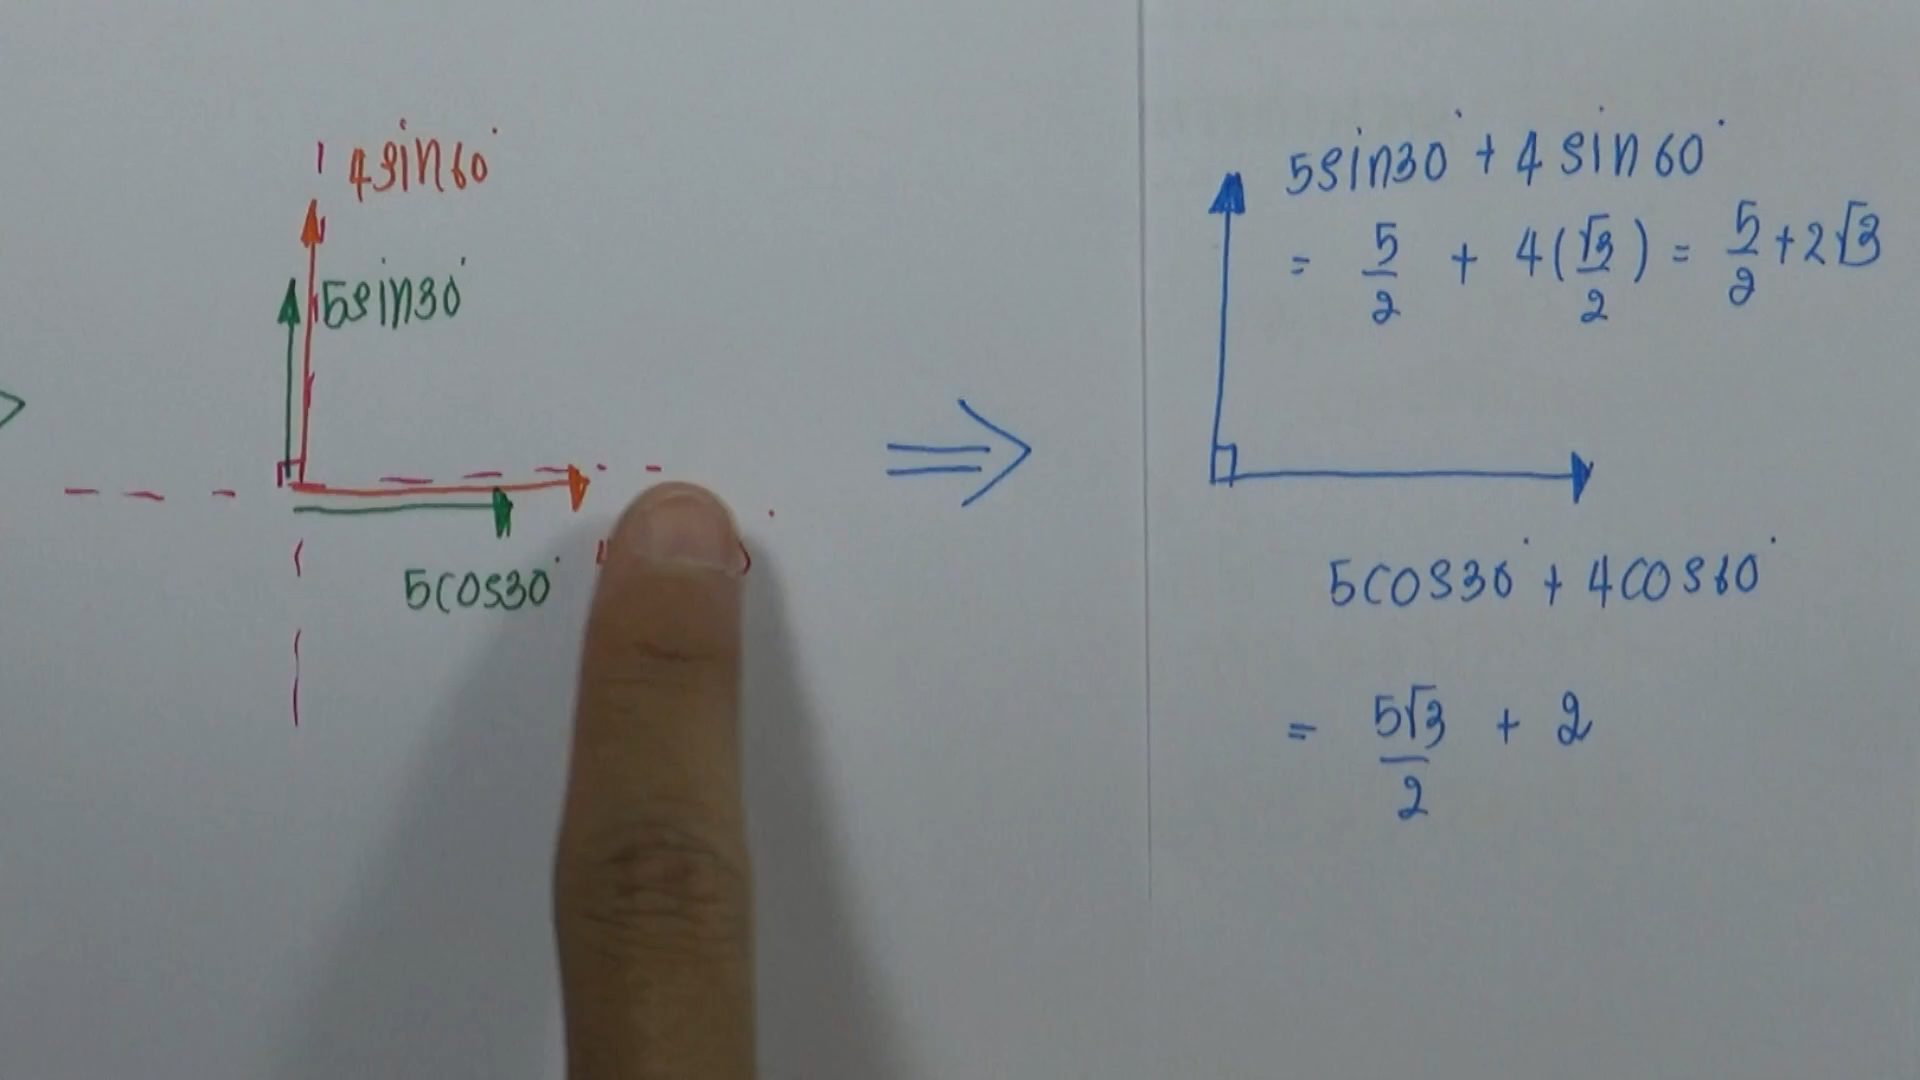 4sin60°
5sin30°
5cos30°
5sin30° + 4sin60°
= 5/2 + 4(√3/2) = 5/2 + 2√3
5cos30° + 4cos60°
= 5√3/2 + 2